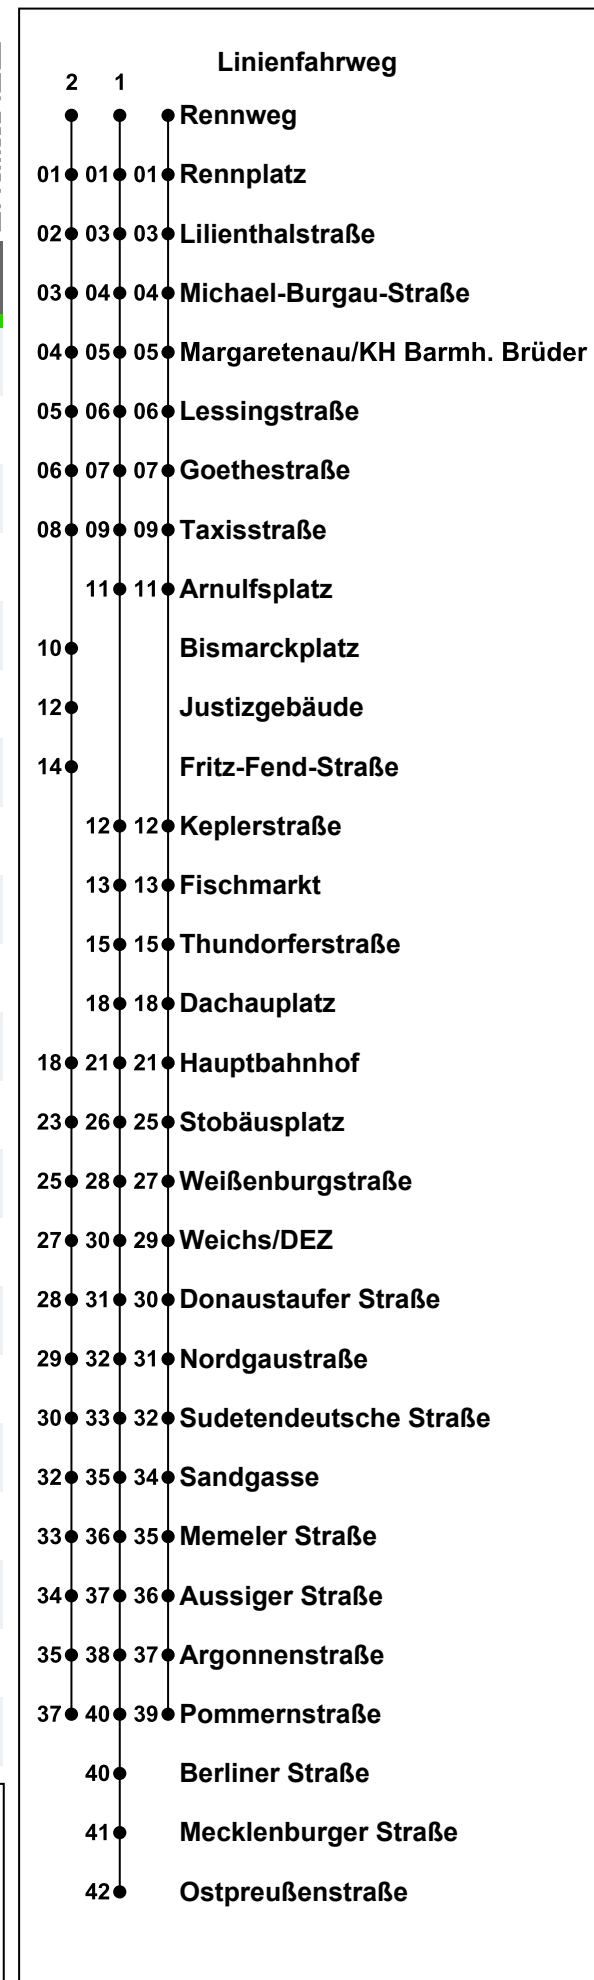 Linienfahrweg
2 1
Rennweg
01 01 01 Rennplatz
02 03 03 Lilienthalstraße
03 04 04 Michael-Burgau-Straße
04 05 05 Margaretenau/KH Barmh. Brüder
05 06 06 Lessingstraße
06 07 07 Goethestraße
08 09 09 Taxisstraße
11 11 Arnulfsplatz
10 Bismarckplatz
12 Justizgebäude
14 Fritz-Fend-Straße
12 12 Keplerstraße
13 13 Fischmarkt
15 15 Thundorferstraße
18 18 Dachauplatz
18 21 21 Hauptbahnhof
23 26 25 Stobäusplatz
25 28 27 Weißenburgstraße
27 30 29 Weichs/DEZ
28 31 30 Donaustaufer Straße
29 32 31 Nordgaustraße
30 33 32 Sudetendeutsche Straße
32 35 34 Sandgasse
33 36 35 Memeler Straße
34 37 36 Aussiger Straße
35 38 37 Argonnenstraße
37 40 39 Pommernstraße
40 Berliner Straße
41 Mecklenburger Straße
42 Ostpreußenstraße